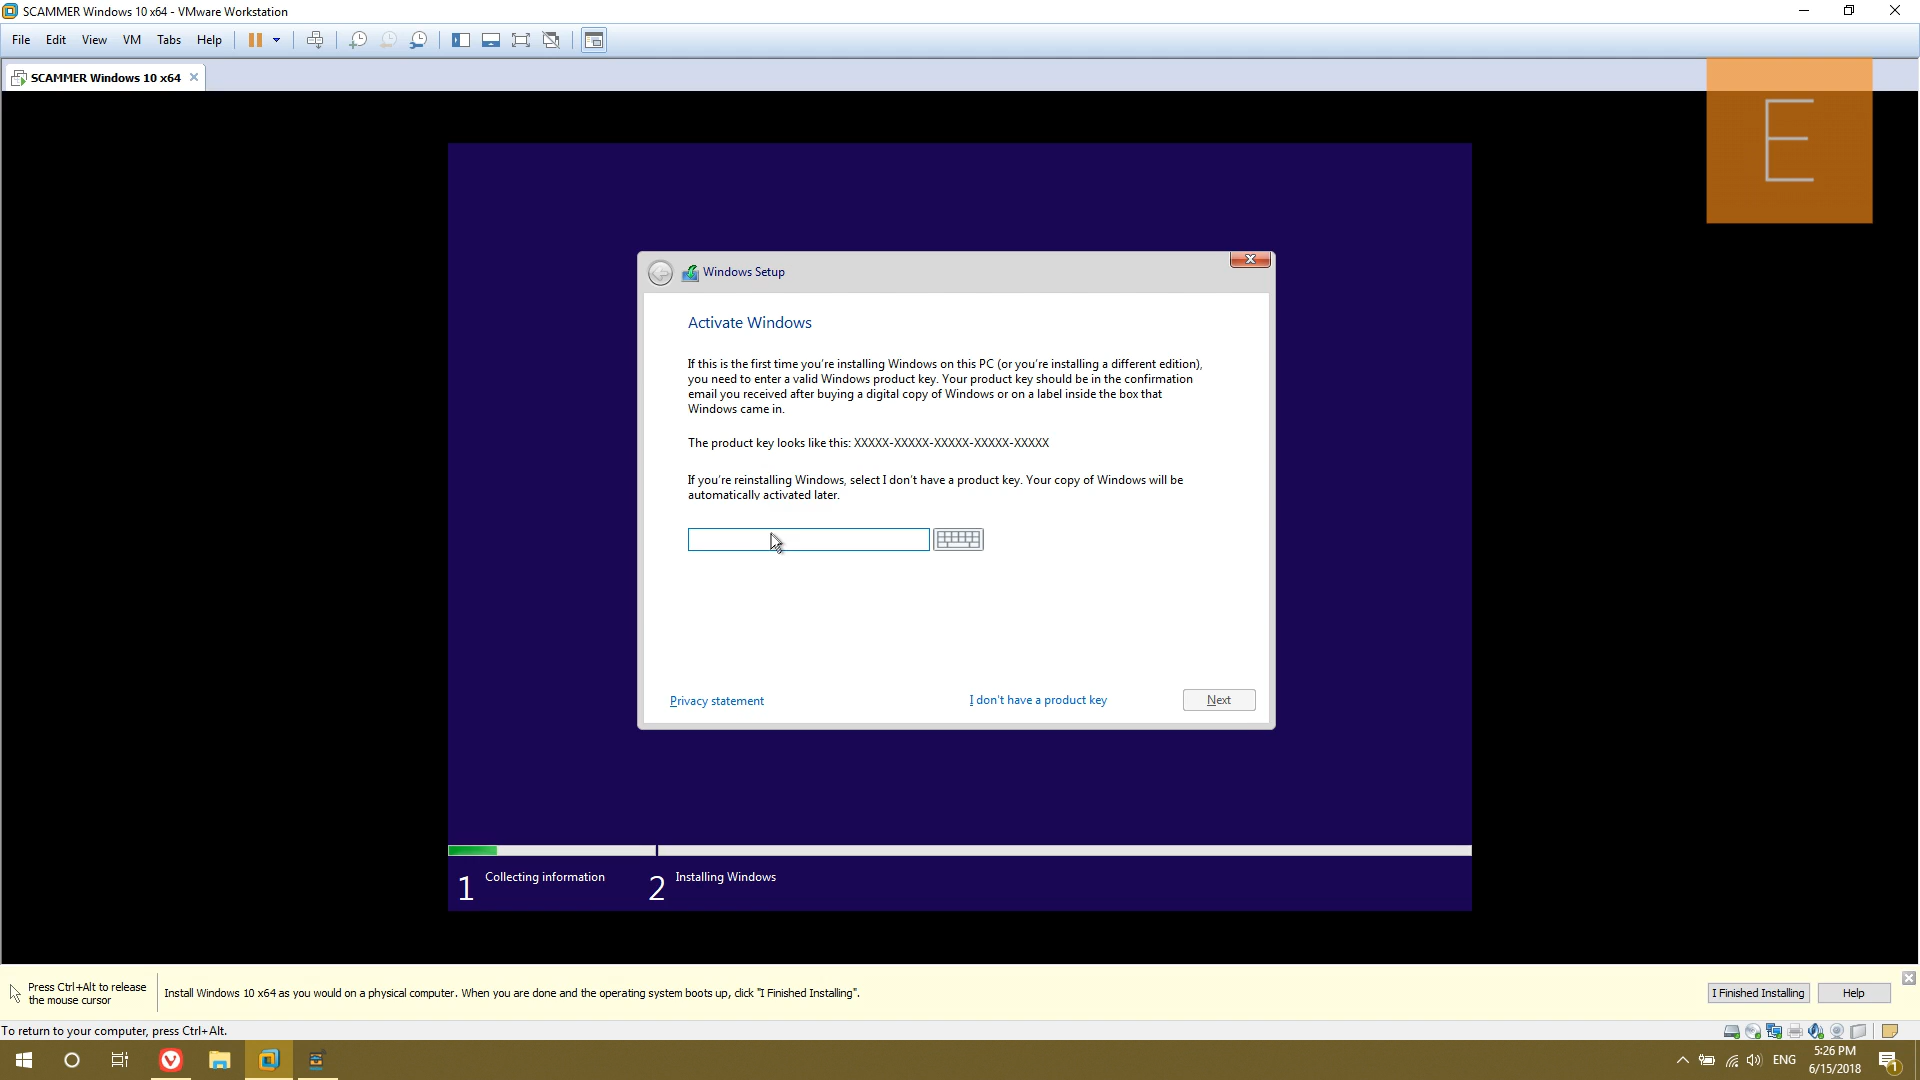 SCAMMER Windows 10 x64 - VMware Workstation
File Edit View VM Tabs Help
SCAMMER Windows 10 x64
E
Windows Setup
Activate Windows
If this is the first time you're installing Windows on this PC (or you're installing a different edition),
you need to enter a valid Windows product key. Your product key should be in the confirmation
email you received after buying a digital copy of Windows or on a label inside the box that
Windows came in.
The product key looks like this: XXXXX-XXXXX-XXXXX-XXXXX-XXXXX
If you're reinstalling Windows, select I don't have a product key. Your copy of Windows will be
automatically activated later.
Privacy statement
I don't have a product key
Next
1 Collecting information
2 Installing Windows
Press Ctrl+Alt to release
the mouse cursor
Install Windows 10 x64 as you would on a physical computer. When you are done and the operating system boots up, click "I Finished Installing".
I Finished Installing
Help
To return to your computer, press Ctrl+Alt.
ENG
5:26 PM
6/15/2018
1